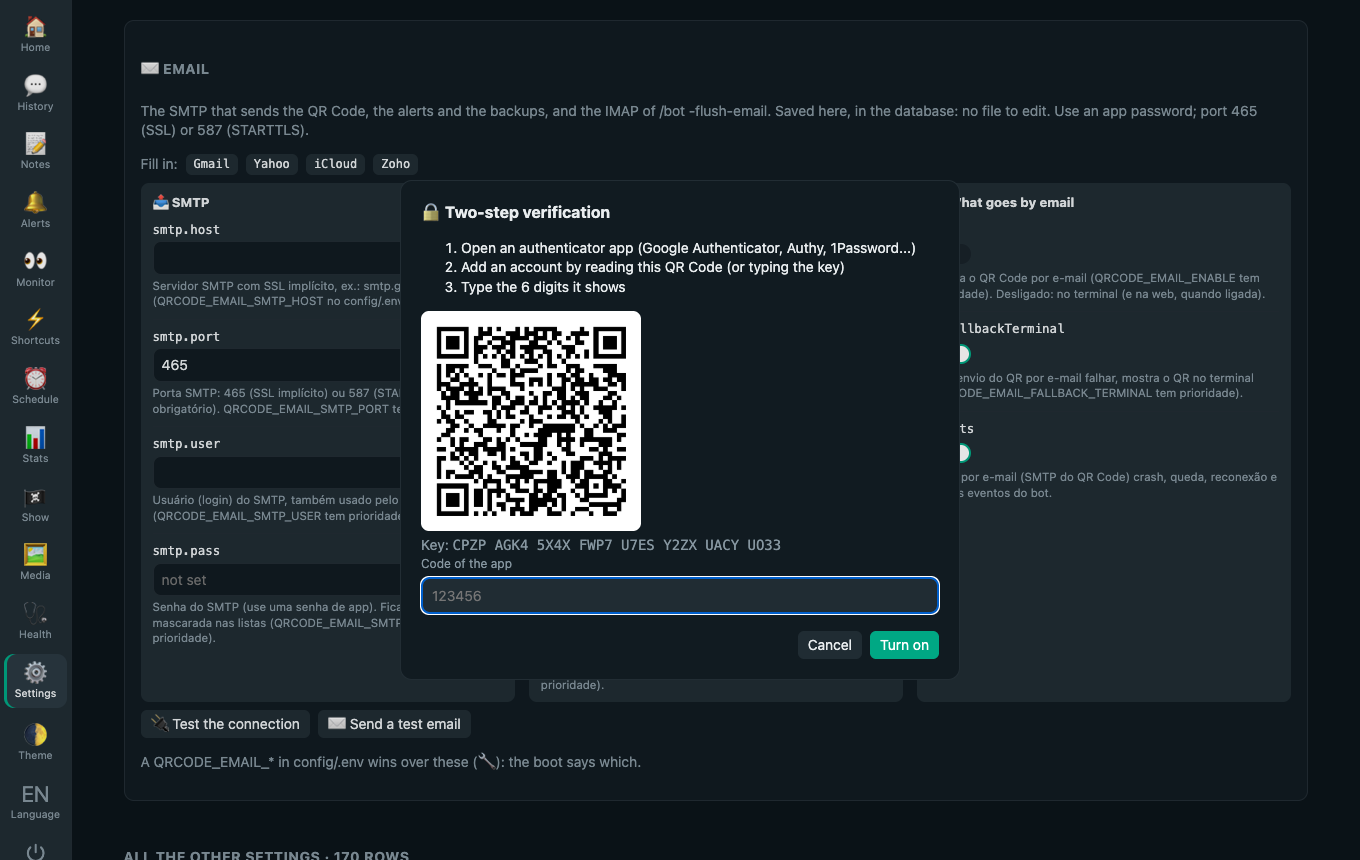 Home
History
Notes
Alerts
Monitor
Shortcuts
Schedule
Stats
Show
Media
Health
Settings
Theme
EN
Language
EMAIL
The SMTP that sends the QR Code, the alerts and the backups, and the IMAP of /bot -flush-email. Saved here, in the database: no file to edit. Use an app password; port 465
(SSL) or 587 (STARTTLS).
Fill in: Gmail Yahoo iCloud Zoho
SMTP
smtp.host
Servidor SMTP com SSL implícito, ex.: smtp.g
(QRCODE_EMAIL_SMTP_HOST no config/.env
smtp.port
465
Porta SMTP: 465 (SSL implícito) ou 587 (STA
obrigatório). QRCODE_EMAIL_SMTP_PORT te
smtp.user
Usuário (login) do SMTP, também usado pelo
(QRCODE_EMAIL_SMTP_USER tem prioridade
smtp.pass
not set
Senha do SMTP (use uma senha de app). Fica
mascarada nas listas (QRCODE_EMAIL_SMTP
prioridade).
Two-step verification
1. Open an authenticator app (Google Authenticator, Authy, 1Password...)
2. Add an account by reading this QR Code (or typing the key)
3. Type the 6 digits it shows
Key: CPZP AGK4 5X4X FWP7 U7ES Y2ZX UACY UO33
Code of the app
123456
Cancel Turn on
prioridade).
hat goes by email
a o QR Code por e-mail (QRCODE_EMAIL_ENABLE tem
dade). Desligado: no terminal (e na web, quando ligada).
llbackTerminal
envio do QR por e-mail falhar, mostra o QR no terminal
ODE_EMAIL_FALLBACK_TERMINAL tem prioridade).
ts
por e-mail (SMTP do QR Code) crash, queda, reconexão e
s eventos do bot.
Test the connection Send a test email
A QRCODE_EMAIL_* in config/.env wins over these (🔧): the boot says which.
ALL THE OTHER SETTINGS · 170 ROWS